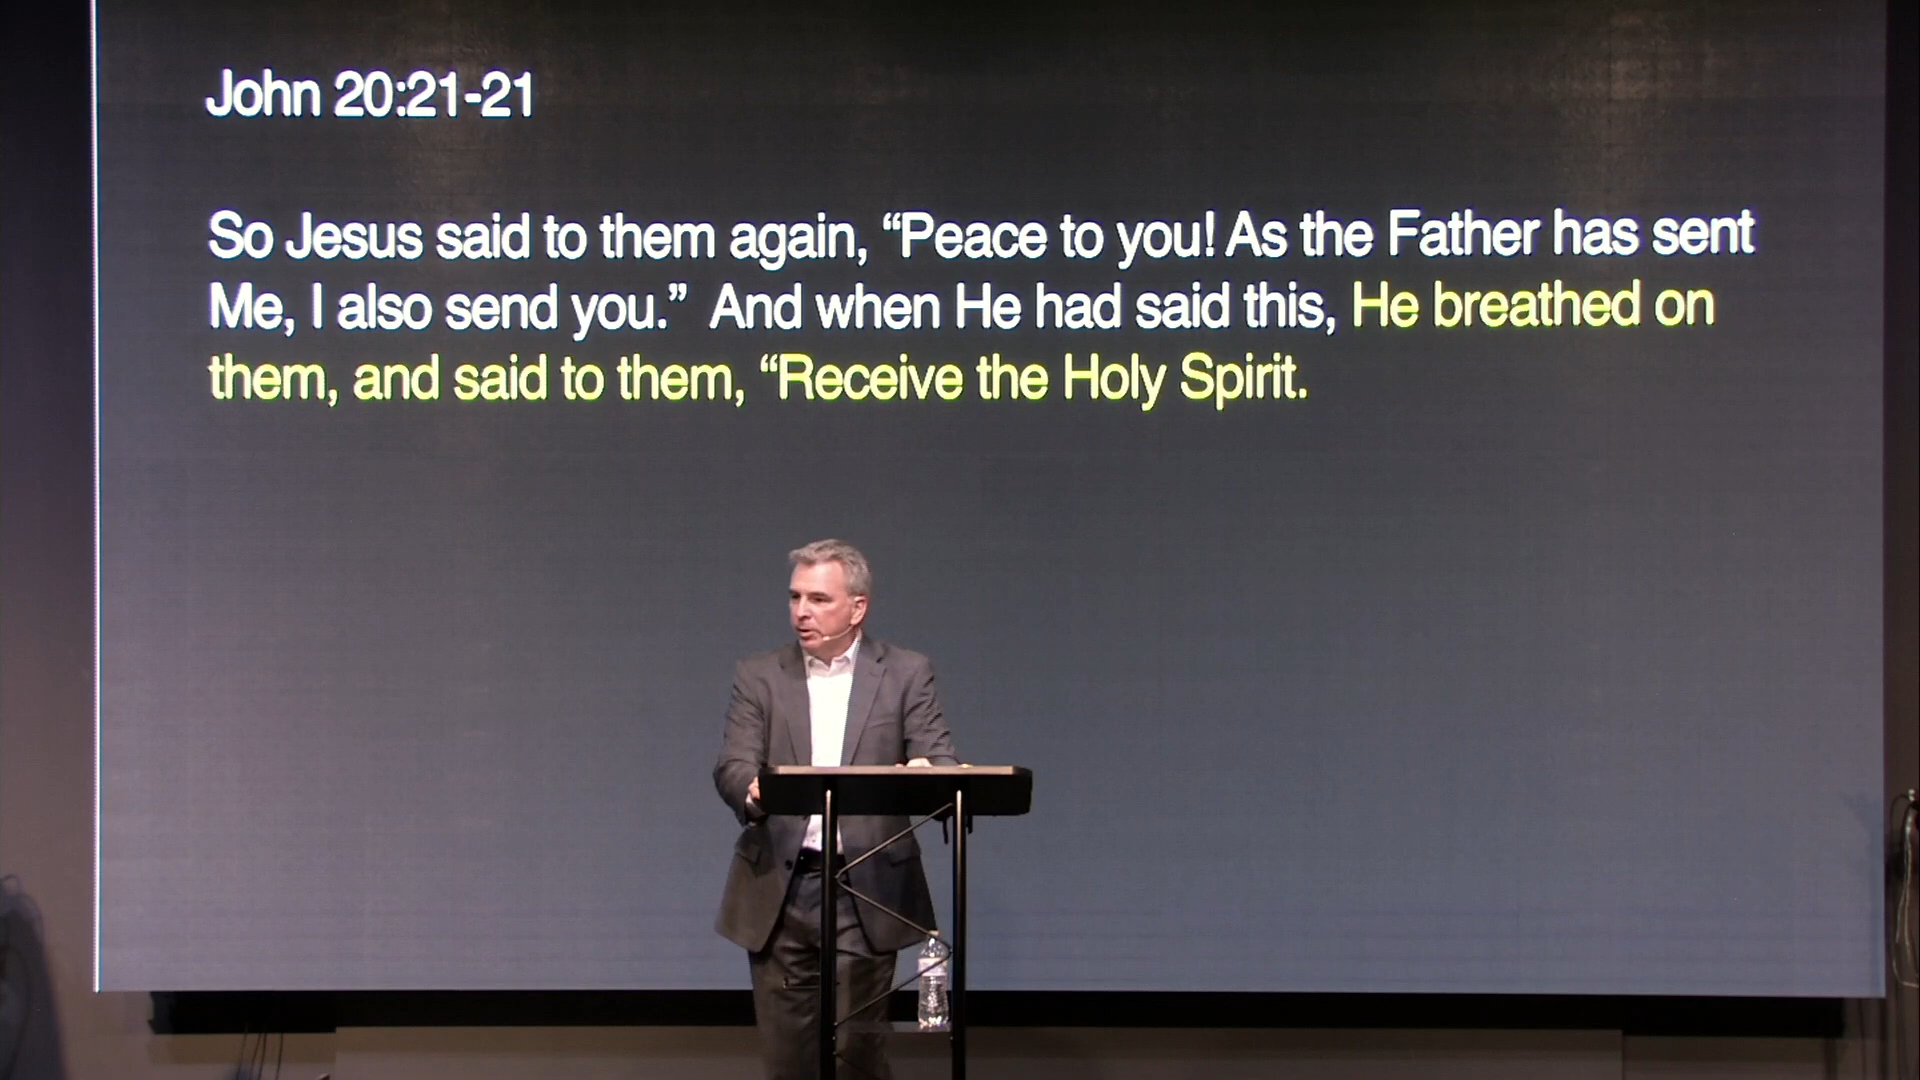 John 20:21-21
So Jesus said to them again, “Peace to you! As the Father has sent
Me, I also send you.”  And when He had said this, He breathed on
them, and said to them, “Receive the Holy Spirit.